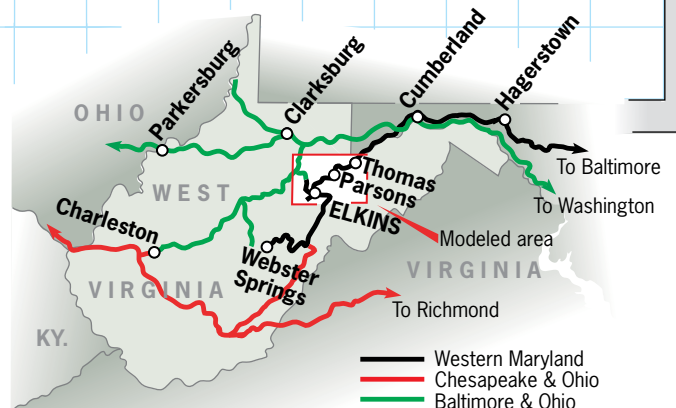 Parkersburg
Clarksburg
Cumberland
Hagerstown
OHIO
To Baltimore
Thomas
Parsons
WEST
To Washington
ELKINS
Charleston
Modeled area
Webster
Springs
VIRGINIA
VIRGINIA
To Richmond
KY.
Western Maryland
Chesapeake & Ohio
Baltimore & Ohio